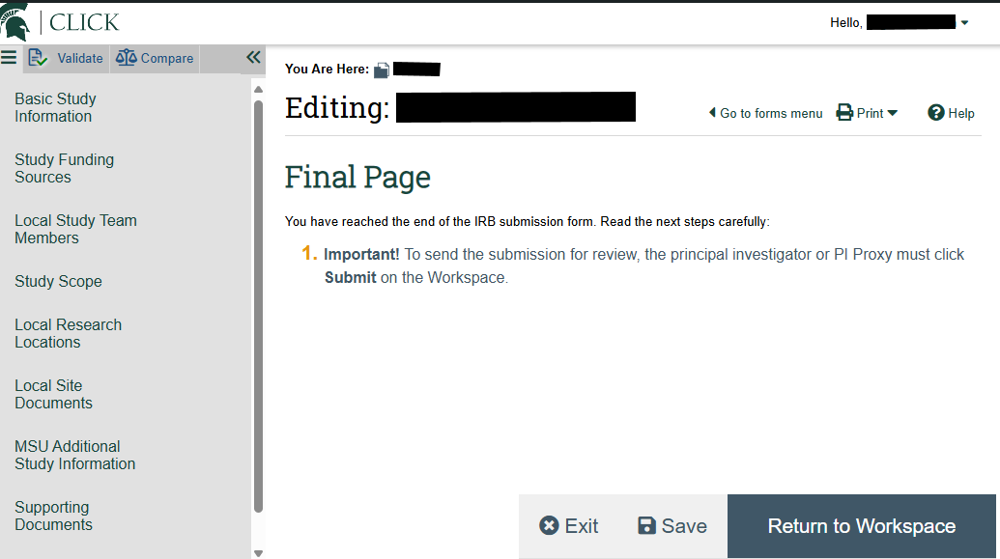 CLICK
Hello,
Validate
Compare
You Are Here:
Editing:
Go to forms menu
Print
Help
Basic Study
Information
Study Funding
Sources
Local Study Team
Members
Study Scope
Local Research
Locations
Local Site
Documents
MSU Additional
Study Information
Supporting
Documents
Final Page
You have reached the end of the IRB submission form. Read the next steps carefully:
1. Important! To send the submission for review, the principal investigator or PI Proxy must click
Submit on the Workspace.
Exit
Save
Return to Workspace